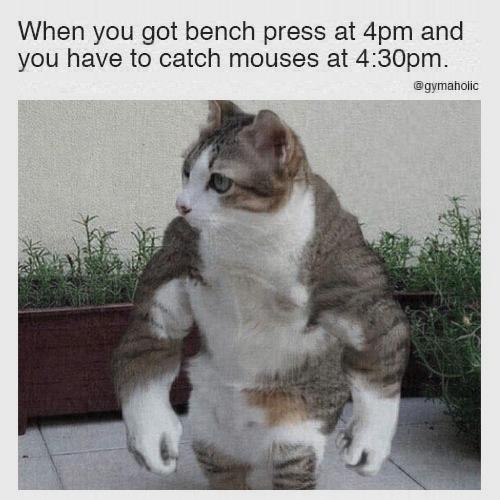 When you got bench press at 4pm and
you have to catch mouses at 4:30pm.
@gymaholic